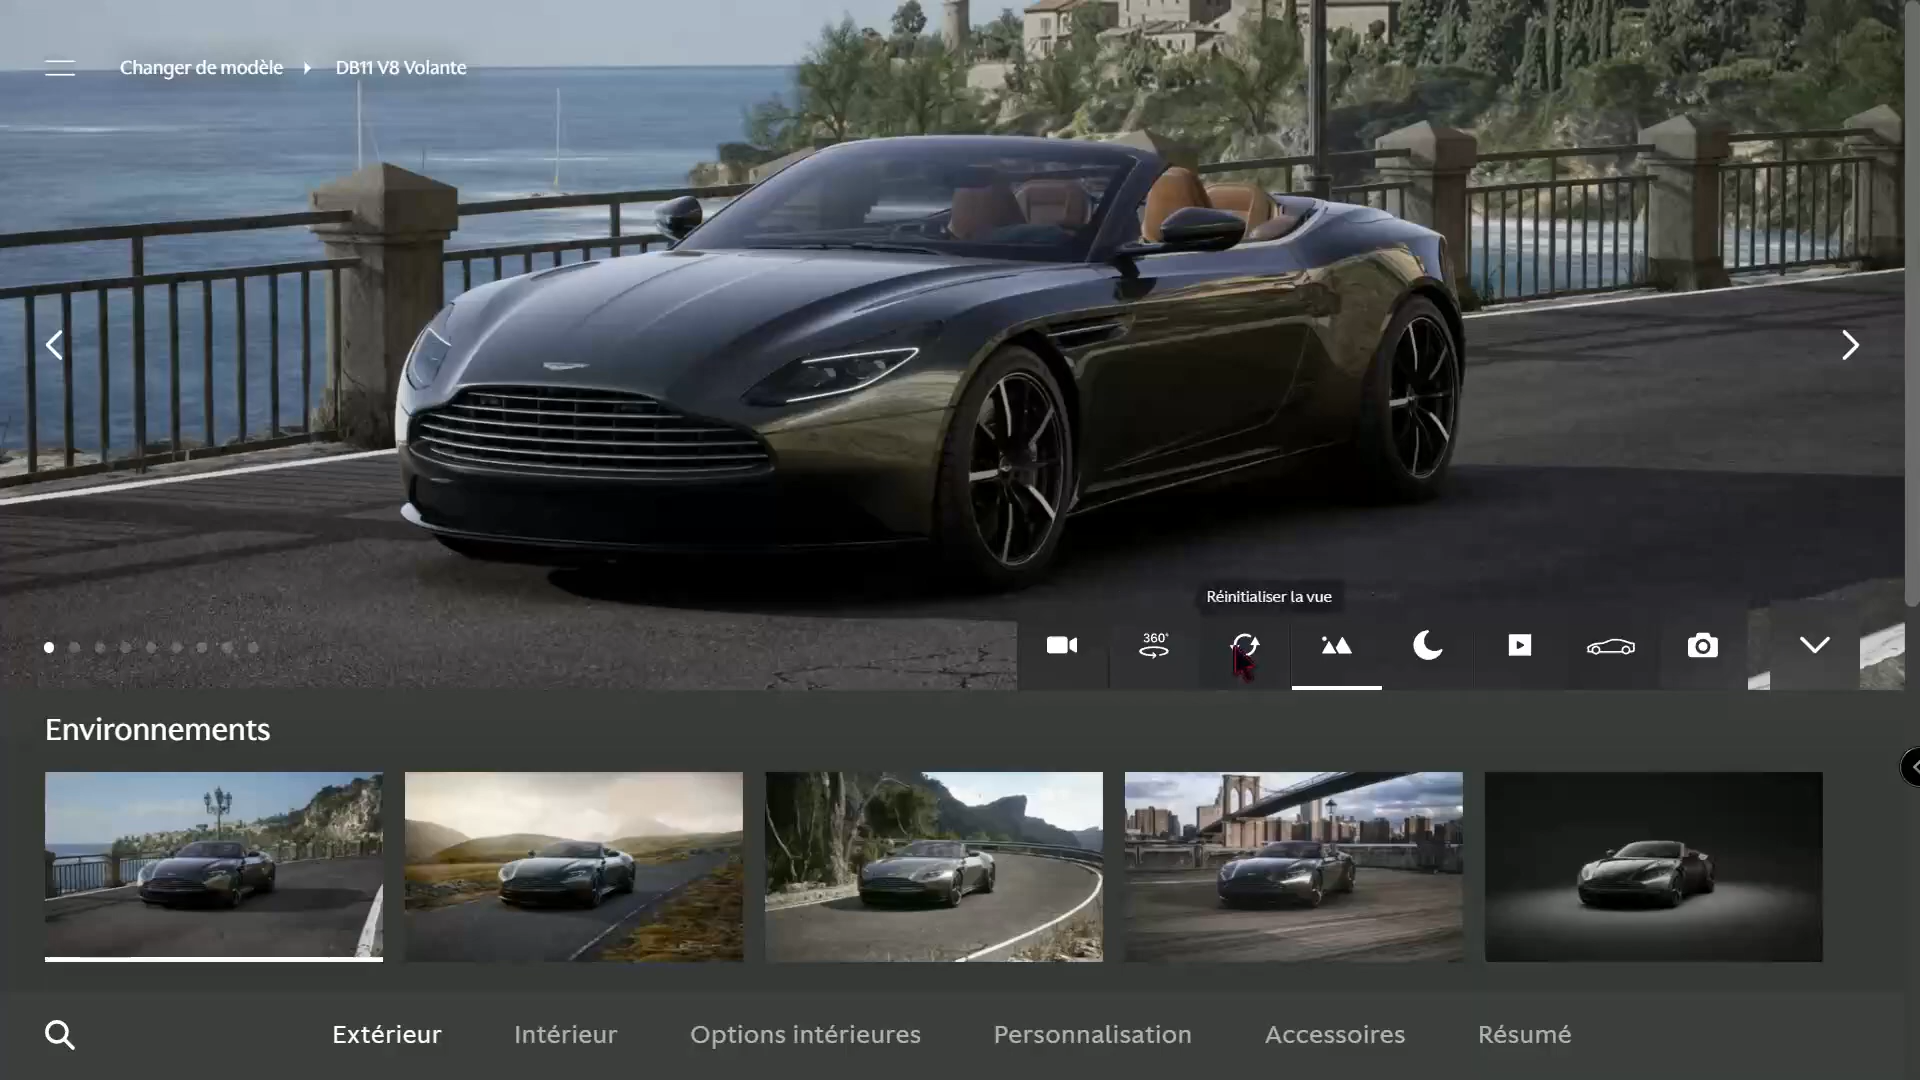 Changer de modèle
DB11 V8 Volante
Réinitialiser la vue
360°
Environnements
Extérieur
Intérieur
Options intérieures
Personnalisation
Accessoires
Résumé